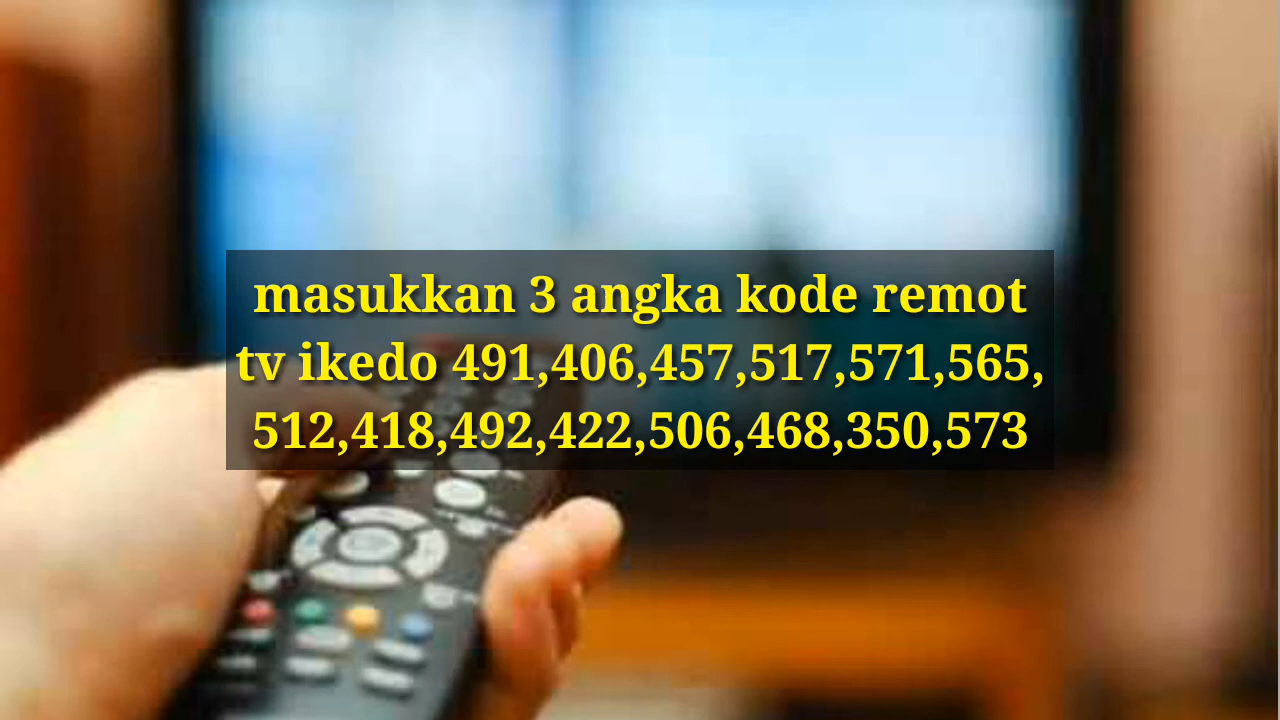 masukkan 3 angka kode remot
tv ikedo 491,406,457,517,571,565,
512,418,492,422,506,468,350,573